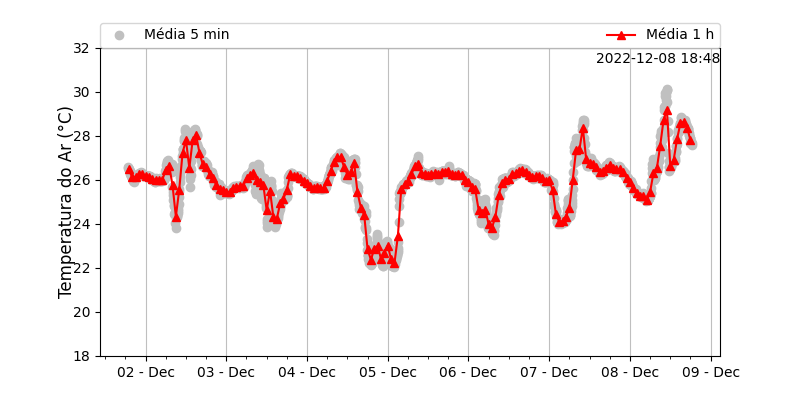 Média 5 min
Média 1 h
2022-12-08 18:48
Temperatura do Ar (°C)
32
30
28
26
24
22
20
18
02 - Dec
03 - Dec
04 - Dec
05 - Dec
06 - Dec
07 - Dec
08 - Dec
09 - Dec